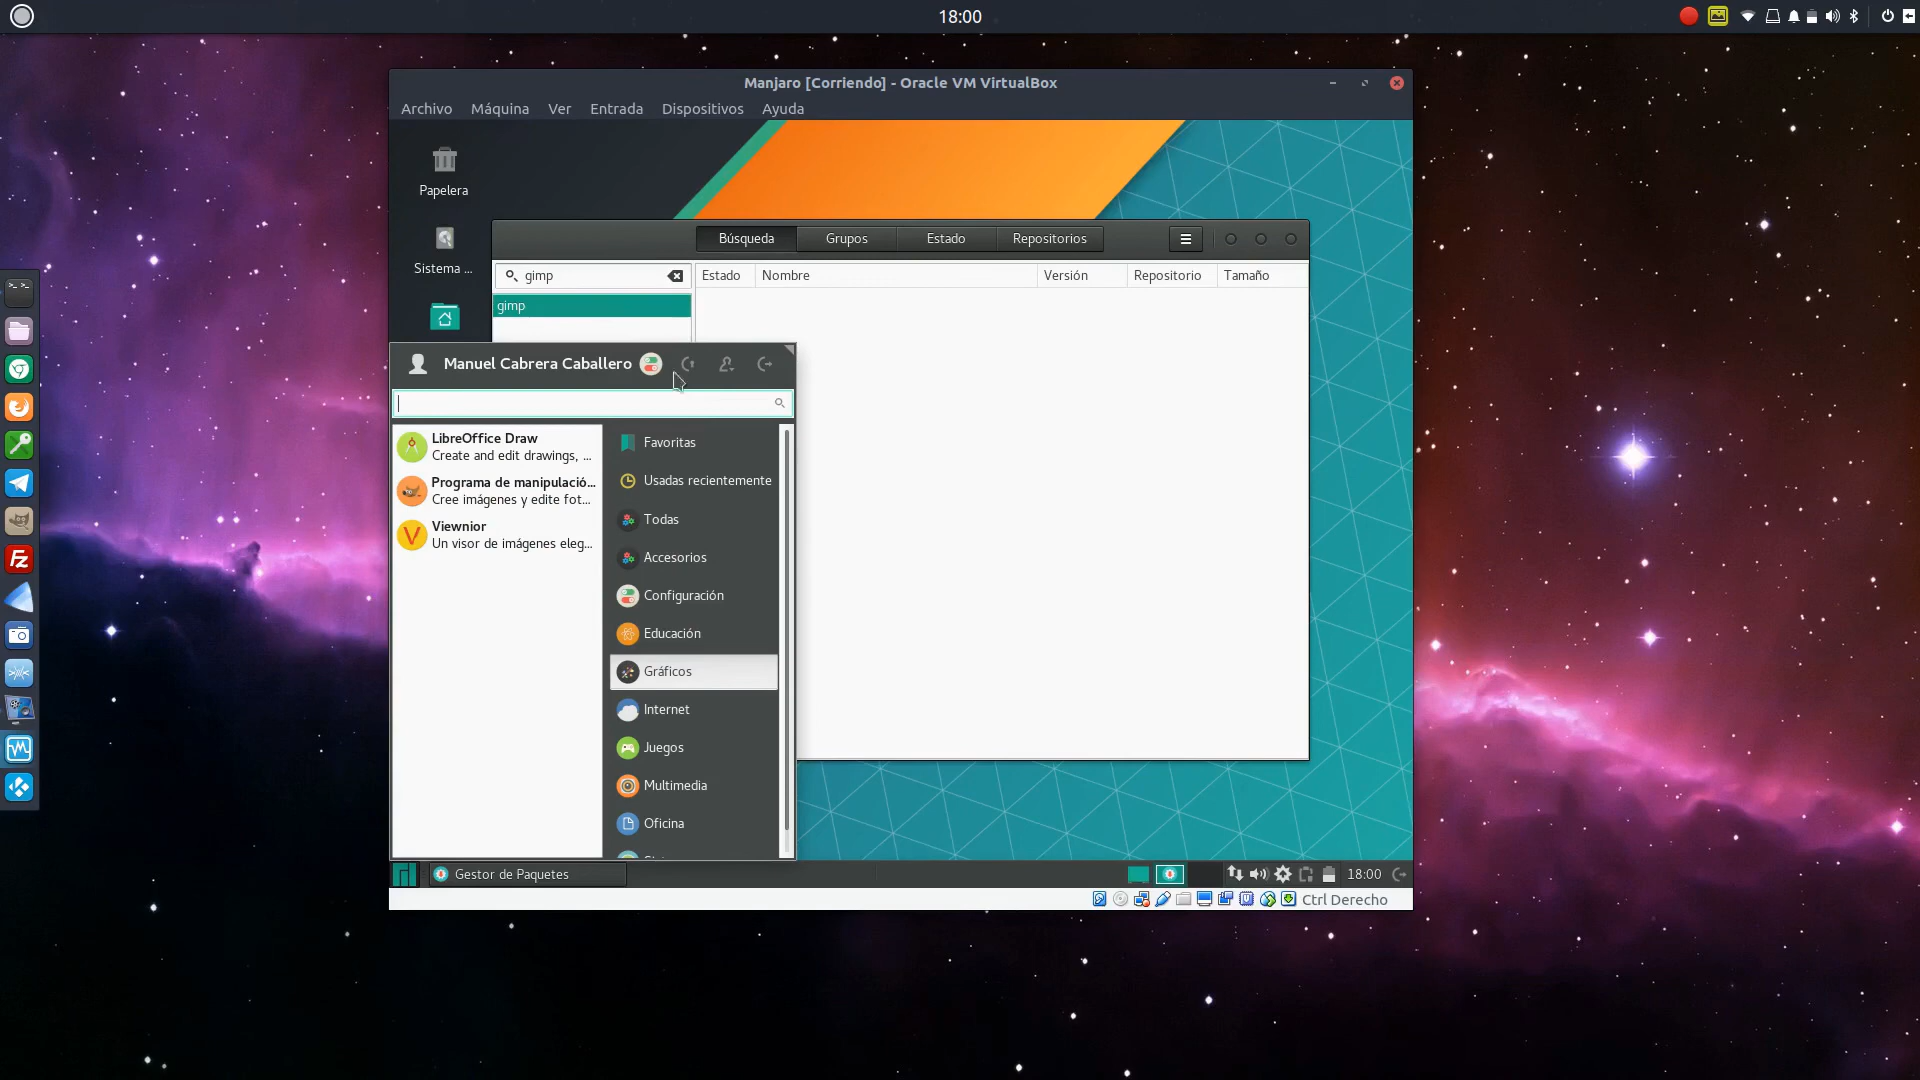 18:00
Manjaro [Corriendo] - Oracle VM VirtualBox
Archivo Máquina Ver Entrada Dispositivos Ayuda
Papelera
Sistema ...
Búsqueda Grupos Estado Repositorios
gimp
Estado Nombre Versión Repositorio Tamaño
gimp
Manuel Cabrera Caballero
LibreOffice Draw
Create and edit drawings, ...
Programa de manipulació...
Cree imágenes y edite fot...
Viewnior
Un visor de imágenes eleg...
Favoritas
Usadas recientemente
Todas
Accesorios
Configuración
Educación
Gráficos
Internet
Juegos
Multimedia
Oficina
Gestor de Paquetes
18:00
Ctrl Derecho